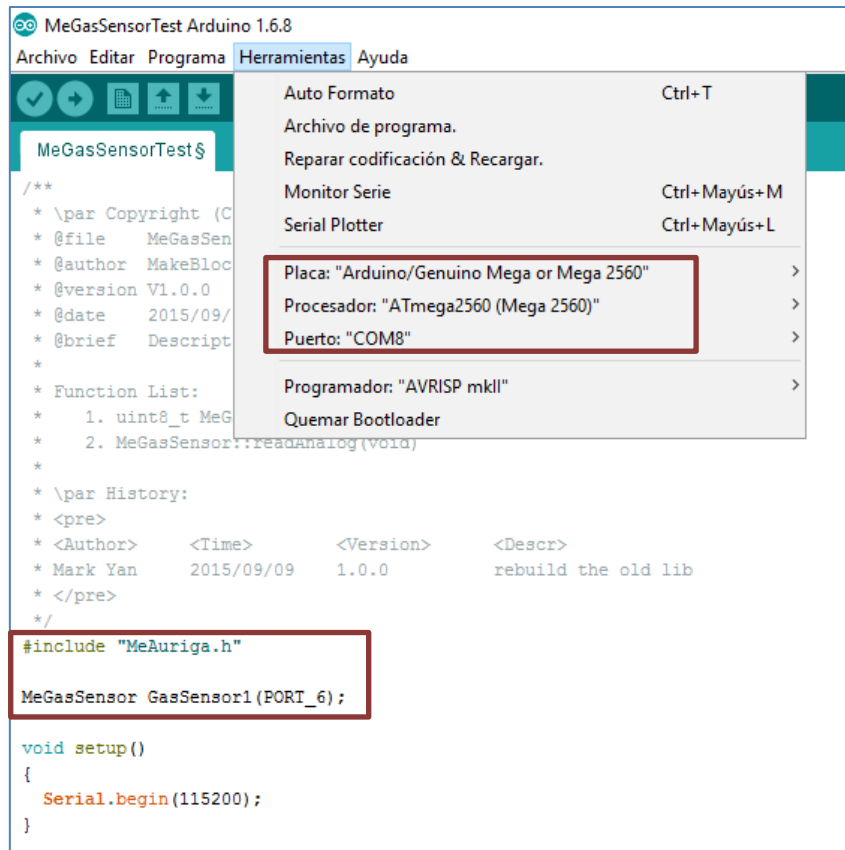 MeGasSensorTest Arduino 1.6.8
Archivo Editar Programa Herramientas Ayuda
Auto Formato Ctrl+T
Archivo de programa.
Reparar codificación & Recargar.
Monitor Serie Ctrl+Mayús+M
Serial Plotter Ctrl+Mayús+L
Placa: "Arduino/Genuino Mega or Mega 2560"
Procesador: "ATmega2560 (Mega 2560)"
Puerto: "COM8"
Programador: "AVRISP mkII"
Quemar Bootloader
MeGasSensorTest§
/**
* \par Copyright (C
* @file MeGasSen
* @author MakeBloc
* @version V1.0.0
* @date 2015/09/
* @brief Descript
*
* Function List:
* 1. uint8_t MeG
* 2. MeGasSensor::readAnalog(void)
*
* \par History:
* <pre>
* <Author> <Time> <Version> <Descr>
* Mark Yan 2015/09/09 1.0.0 rebuild the old lib
* </pre>
*/
#include "MeAuriga.h"
MeGasSensor GasSensor1(PORT_6);
void setup()
{
Serial.begin(115200);
}